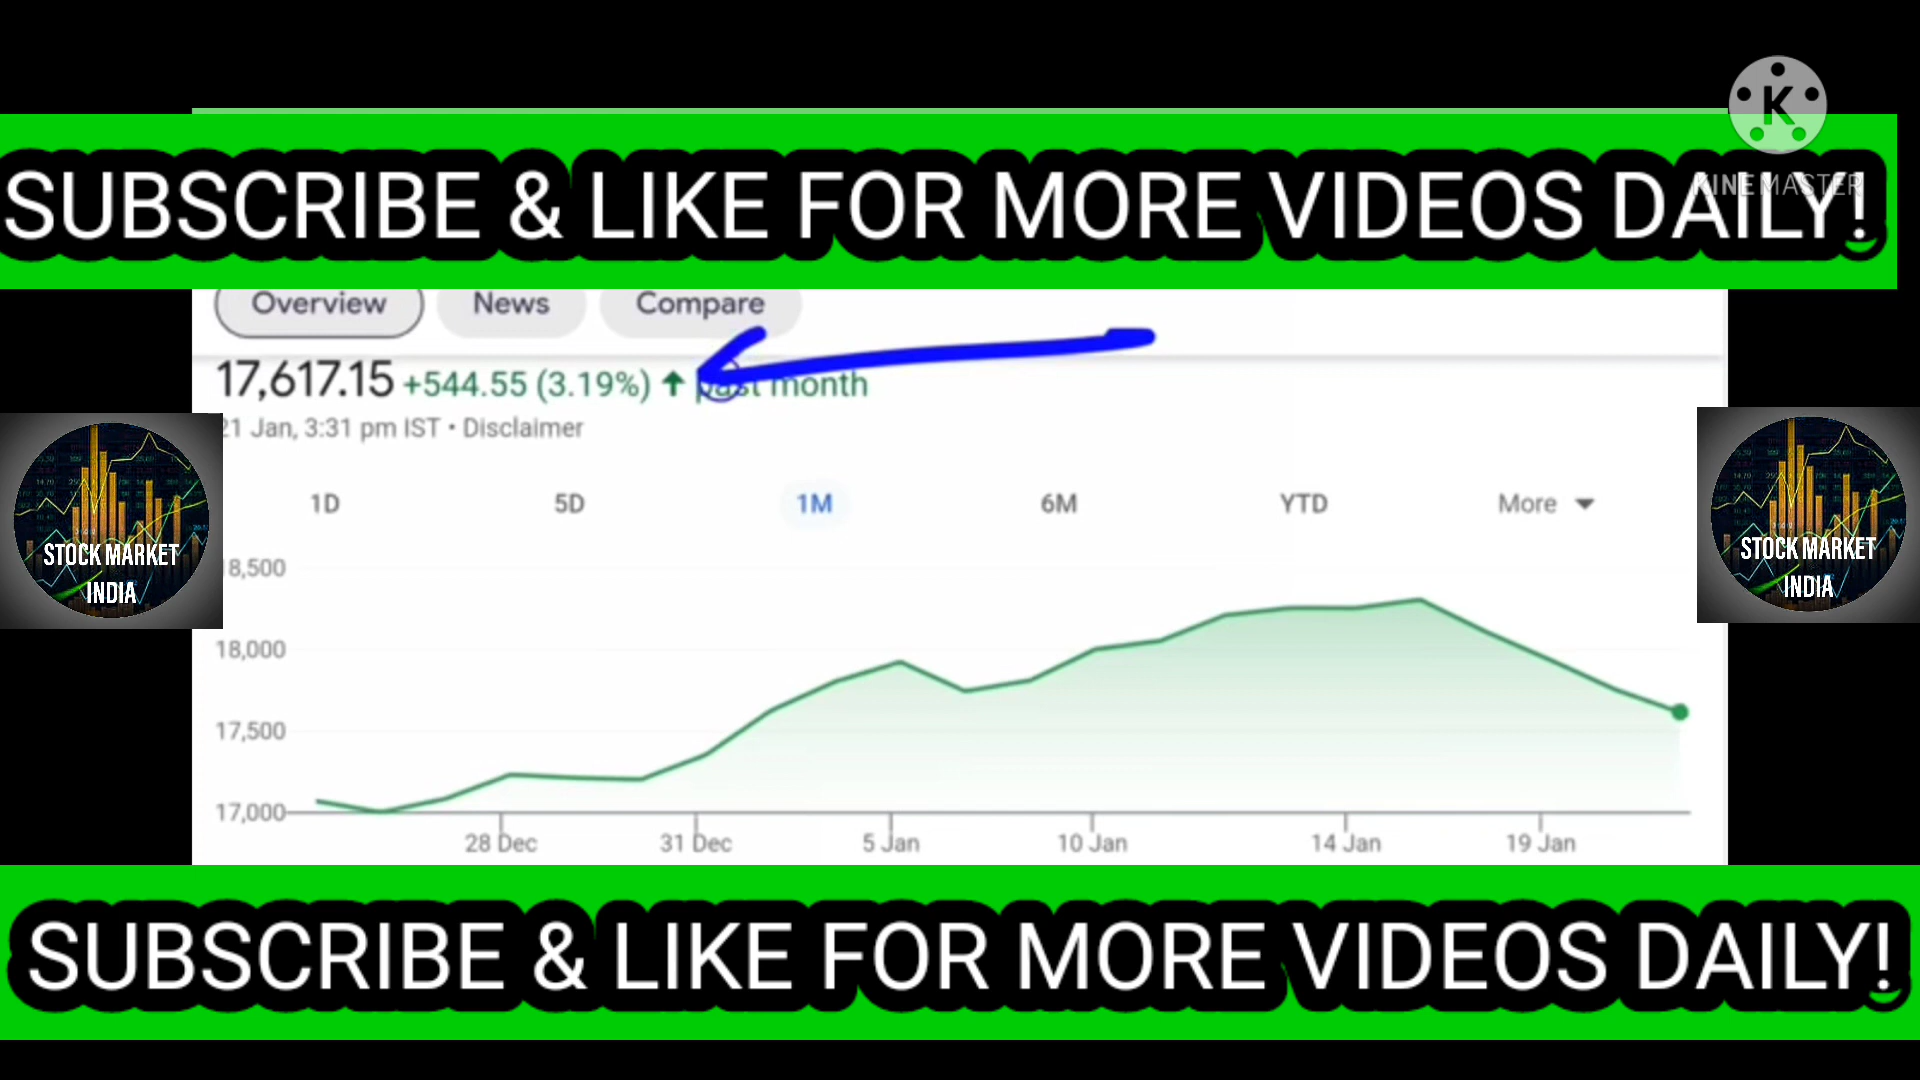 K
KINEMASTER
SUBSCRIBE & LIKE FOR MORE VIDEOS DAILY!
Overview News Compare
17,617.15 +544.55 (3.19%) ↑ past month
21 Jan, 3:31 pm IST • Disclaimer
1D 5D 1M 6M YTD More
STOCK MARKET
INDIA
STOCK MARKET
INDIA
8,500
18,000
17,500
17,000
28 Dec 31 Dec 5 Jan 10 Jan 14 Jan 19 Jan
SUBSCRIBE & LIKE FOR MORE VIDEOS DAILY!